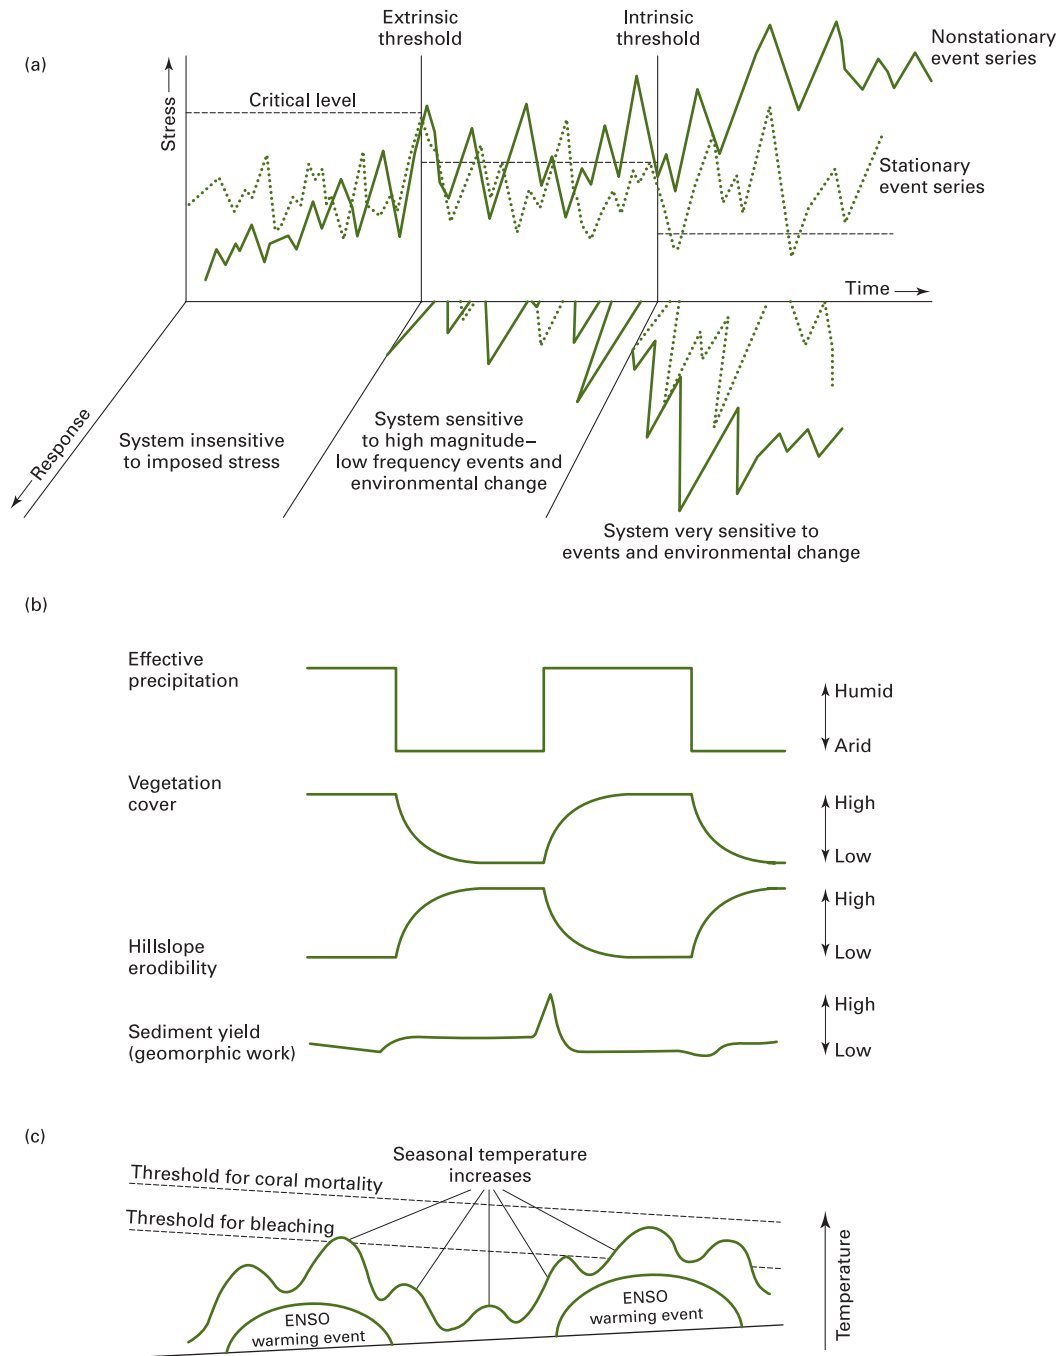 (a)
Extrinsic
threshold
Intrinsic
threshold
Nonstationary
event series
Stress
Critical level
Stationary
event series
Time
Response
System insensitive
to imposed stress
System sensitive
to high magnitude–
low frequency events and
environmental change
System very sensitive to
events and environmental change
(b)
Effective
precipitation
Humid
Arid
Vegetation
cover
High
Low
Hillslope
erodibility
High
Low
Sediment yield
(geomorphic work)
High
Low
(c)
Seasonal temperature
increases
Threshold for coral mortality
Threshold for bleaching
ENSO
warming event
ENSO
warming event
Temperature